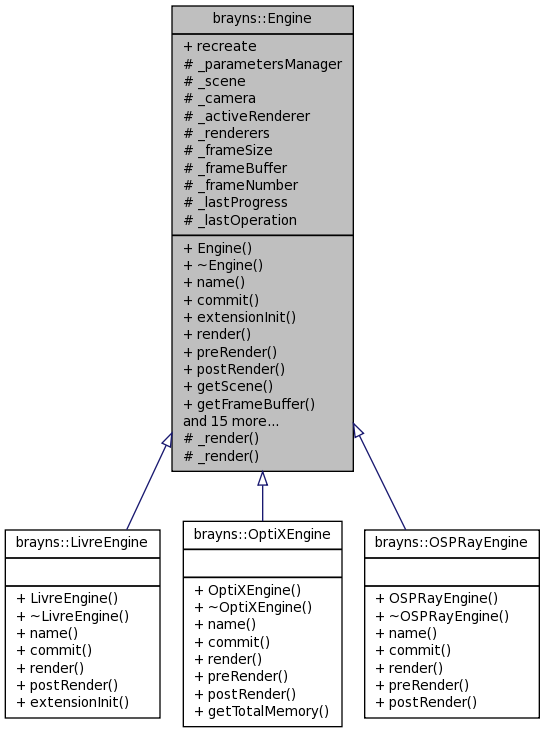 brayns::Engine
+ recreate
# _parametersManager
# _scene
# _camera
# _activeRenderer
# _renderers
# _frameSize
# _frameBuffer
# _frameNumber
# _lastProgress
# _lastOperation
+ Engine()
+ ~Engine()
+ name()
+ commit()
+ extensionInit()
+ render()
+ preRender()
+ postRender()
+ getScene()
+ getFrameBuffer()
and 15 more...
# _render()
# _render()
brayns::LivreEngine
+ LivreEngine()
+ ~LivreEngine()
+ name()
+ commit()
+ render()
+ postRender()
+ extensionInit()
brayns::OptiXEngine
+ OptiXEngine()
+ ~OptiXEngine()
+ name()
+ commit()
+ render()
+ preRender()
+ postRender()
+ getTotalMemory()
brayns::OSPRayEngine
+ OSPRayEngine()
+ ~OSPRayEngine()
+ name()
+ commit()
+ render()
+ preRender()
+ postRender()